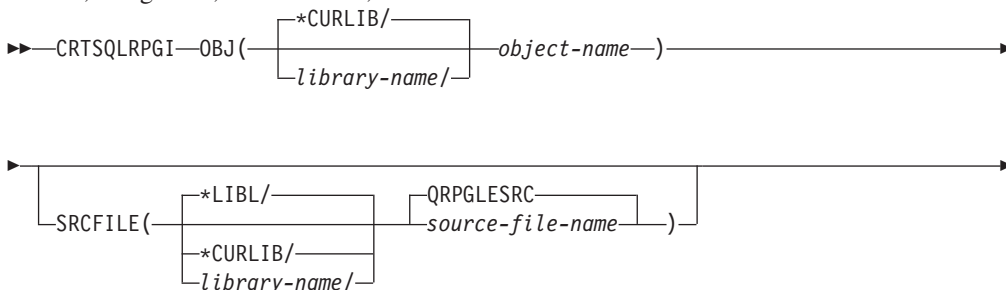 *CURLIB/
CRTSQLRPGI OBJ( object-name )
library-name/
*LIBL/ QRPGLESRC
SRCFILE( source-file-name )
*CURLIB/
library-name/